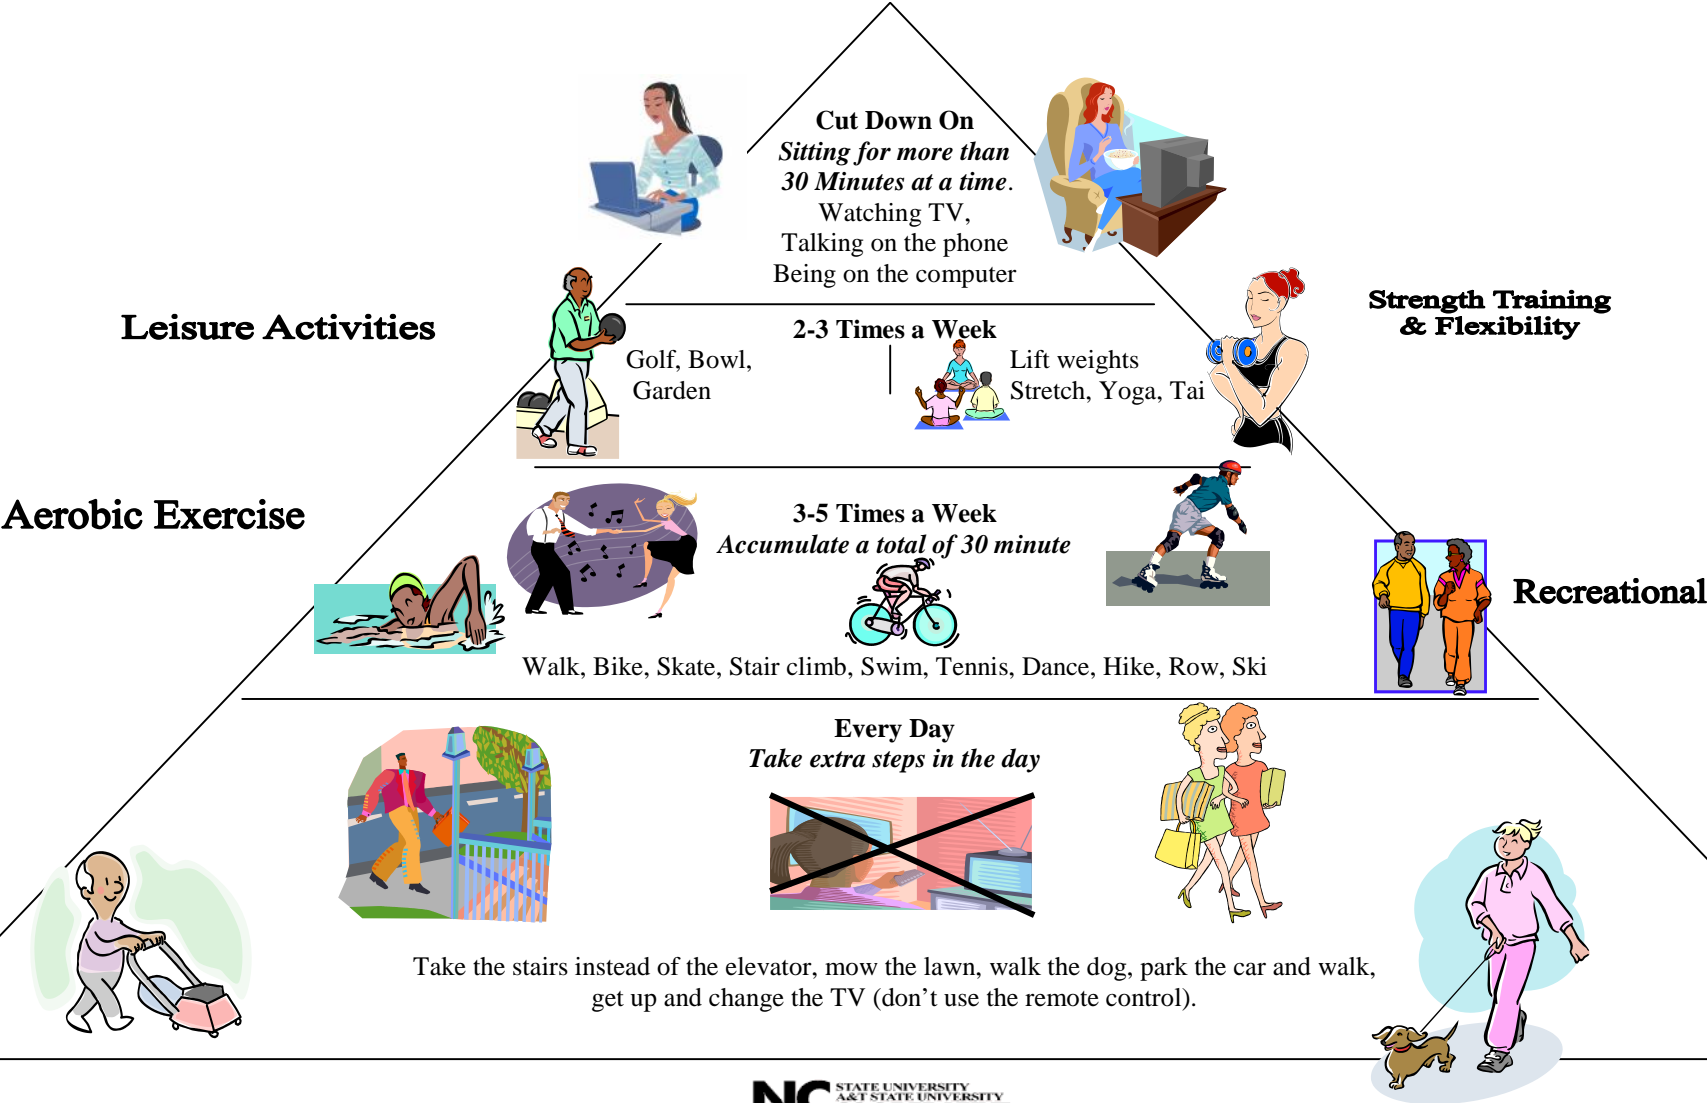 Cut Down On
Sitting for more than
30 Minutes at a time.
Watching TV,
Talking on the phone
Being on the computer
Leisure Activities
Strength Training
& Flexibility
2-3 Times a Week
Golf, Bowl,
Garden
Lift weights
Stretch, Yoga, Tai
Aerobic Exercise
3-5 Times a Week
Accumulate a total of 30 minute
Recreational
Walk, Bike, Skate, Stair climb, Swim, Tennis, Dance, Hike, Row, Ski
Every Day
Take extra steps in the day
Take the stairs instead of the elevator, mow the lawn, walk the dog, park the car and walk,
get up and change the TV (don’t use the remote control).
NC STATE UNIVERSITY
A&T STATE UNIVERSITY